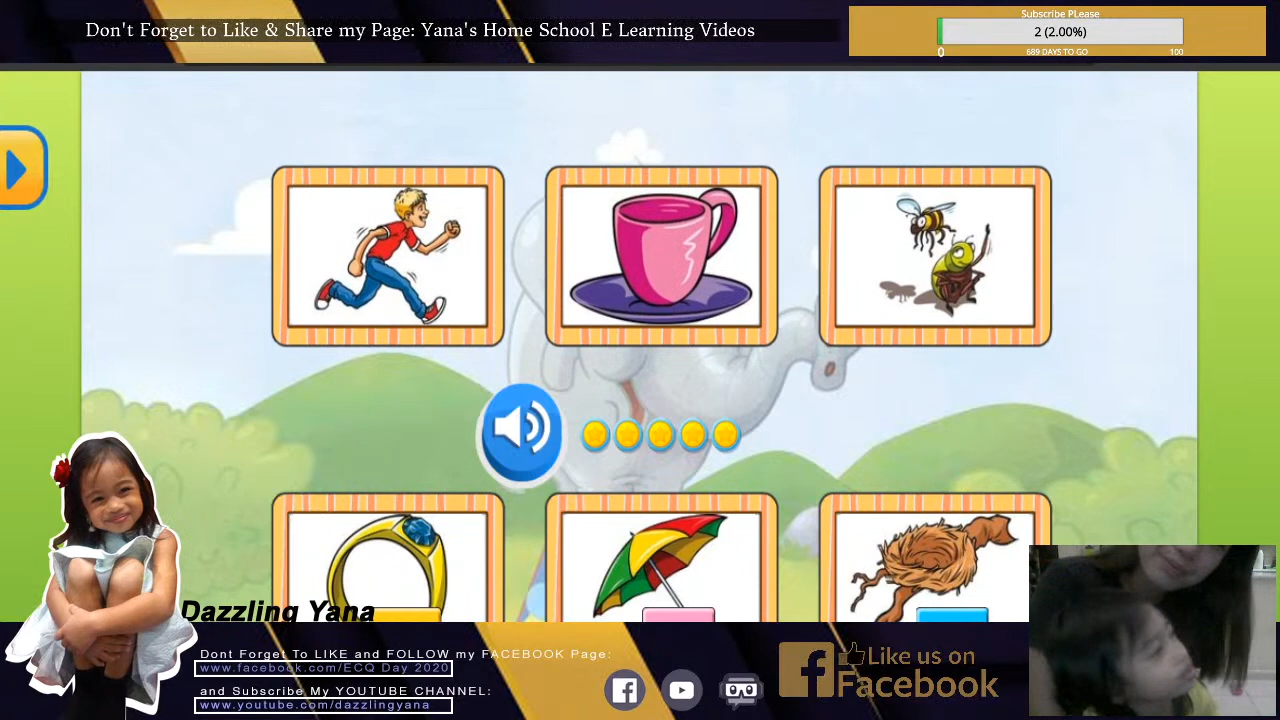 Don't Forget to Like & Share my Page: Yana's Home School E Learning Videos
Subscribe PLease
2 (2.00%)
0
689 DAYS TO GO
100
Dazzling Yana
Dont Forget To LIKE and FOLLOW my FACEBOOK Page:
www.facebook.com/ECQ Day 2020
and Subscribe My YOUTUBE CHANNEL:
www.youtube.com/dazzlingyana
Like us on
Facebook